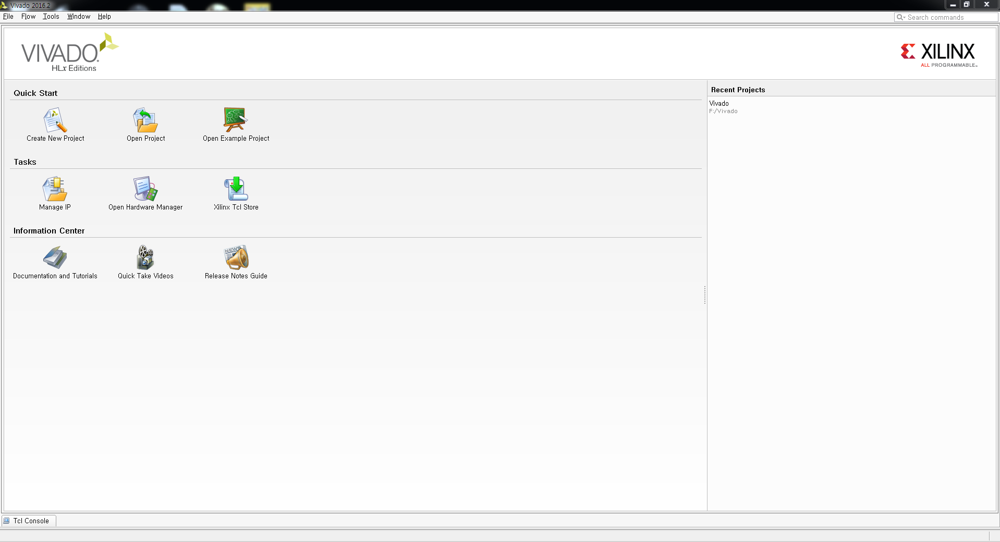 Vivado 2016.2
File Flow Tools Window Help
Search commands
VIVADO.
HLx Editions
XILINX
ALL PROGRAMMABLE™
Quick Start
Create New Project
Open Project
Open Example Project
Tasks
Manage IP
Open Hardware Manager
Xilinx Tcl Store
Information Center
NEWS
Documentation and Tutorials
Quick Take Videos
Release Notes Guide
Recent Projects
Vivado
F:/Vivado
Tcl Console